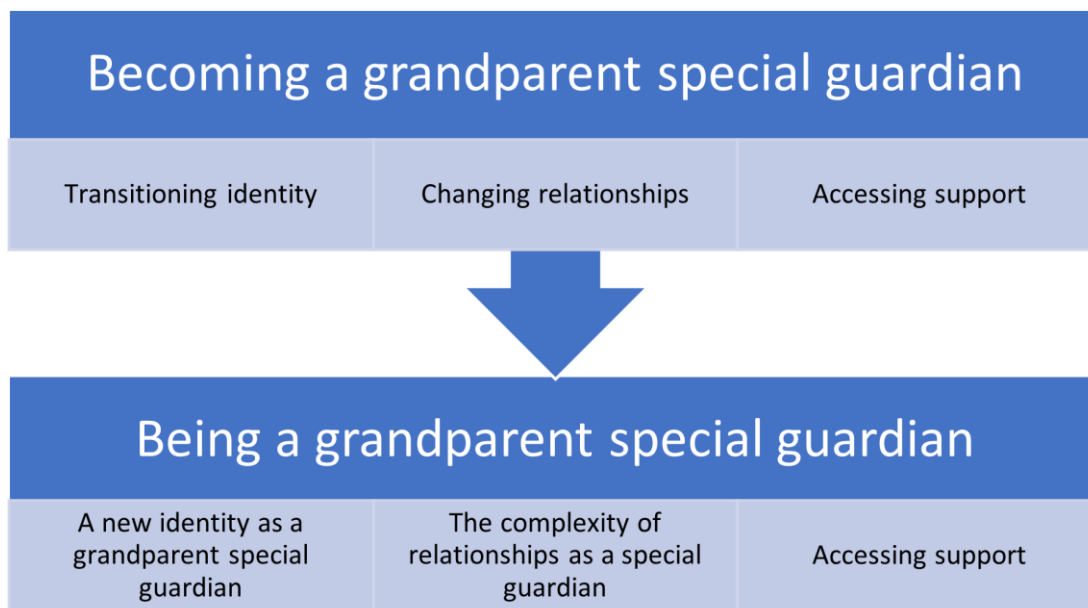 Becoming a grandparent special guardian
Transitioning identity
Changing relationships
Accessing support
Being a grandparent special guardian
A new identity as a
grandparent special
guardian
The complexity of
relationships as a special
guardian
Accessing support